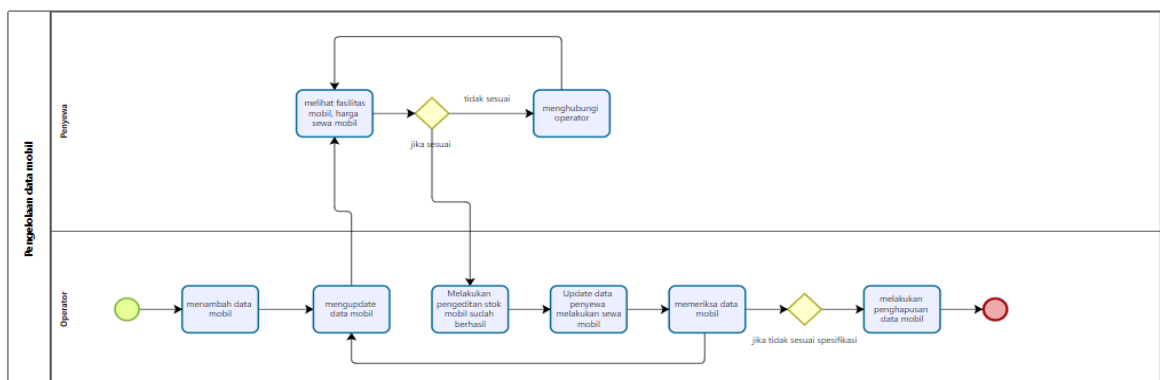 Pengelolaan data mobil
Penyewa
melihat fasilitas
mobil, harga
sewa mobil
tidak sesuai
jika sesuai
menghubungi
operator
Operator
menambah data
mobil
mengupdate
data mobil
Melakukan
pengeditan stok
mobil sudah
berhasil
Update data
penyewa
melakukan sewa
mobil
memeriksa data
mobil
jika tidak sesuai spesifikasi
melakukan
penghapusan
data mobil